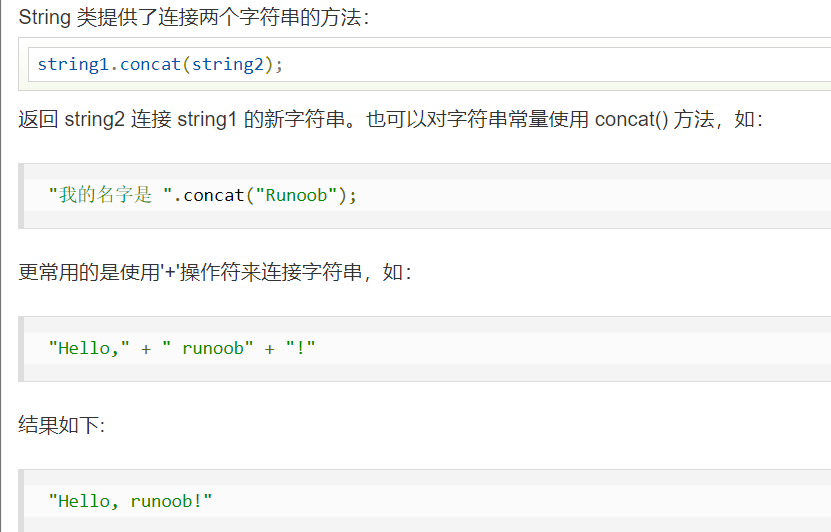 String 类提供了连接两个字符串的方法：
string1.concat(string2);
返回 string2 连接 string1 的新字符串。也可以对字符串常量使用 concat() 方法，如：
"我的名字是 ".concat("Runoob");
更常用的是使用'+'操作符来连接字符串，如：
"Hello," + " runoob" + "!"
结果如下:
"Hello, runoob!"